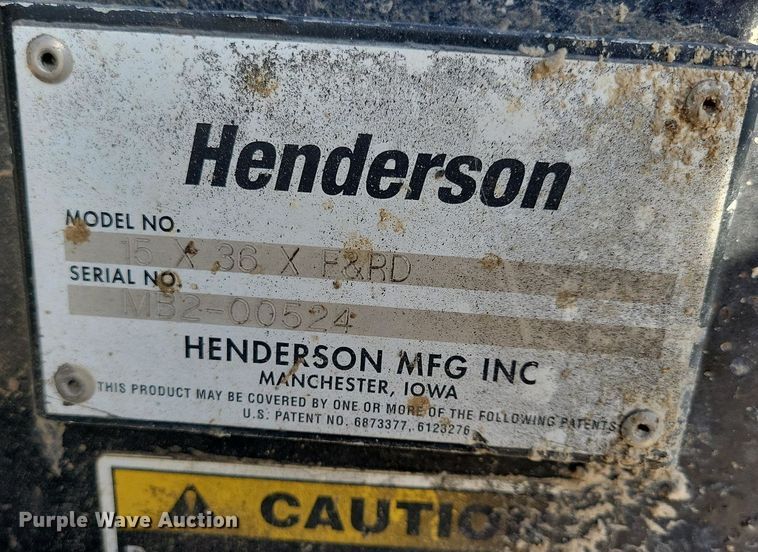 Henderson
MODEL NO.
15 X 36 X F&RD
SERIAL NO.
MB2-00524
HENDERSON MFG INC
MANCHESTER, IOWA
THIS PRODUCT MAY BE COVERED BY ONE OR MORE OF THE FOLLOWING PATENTS
U.S. PATENT NO. 6873377, 6123276
CAUTION
Purple Wave Auction